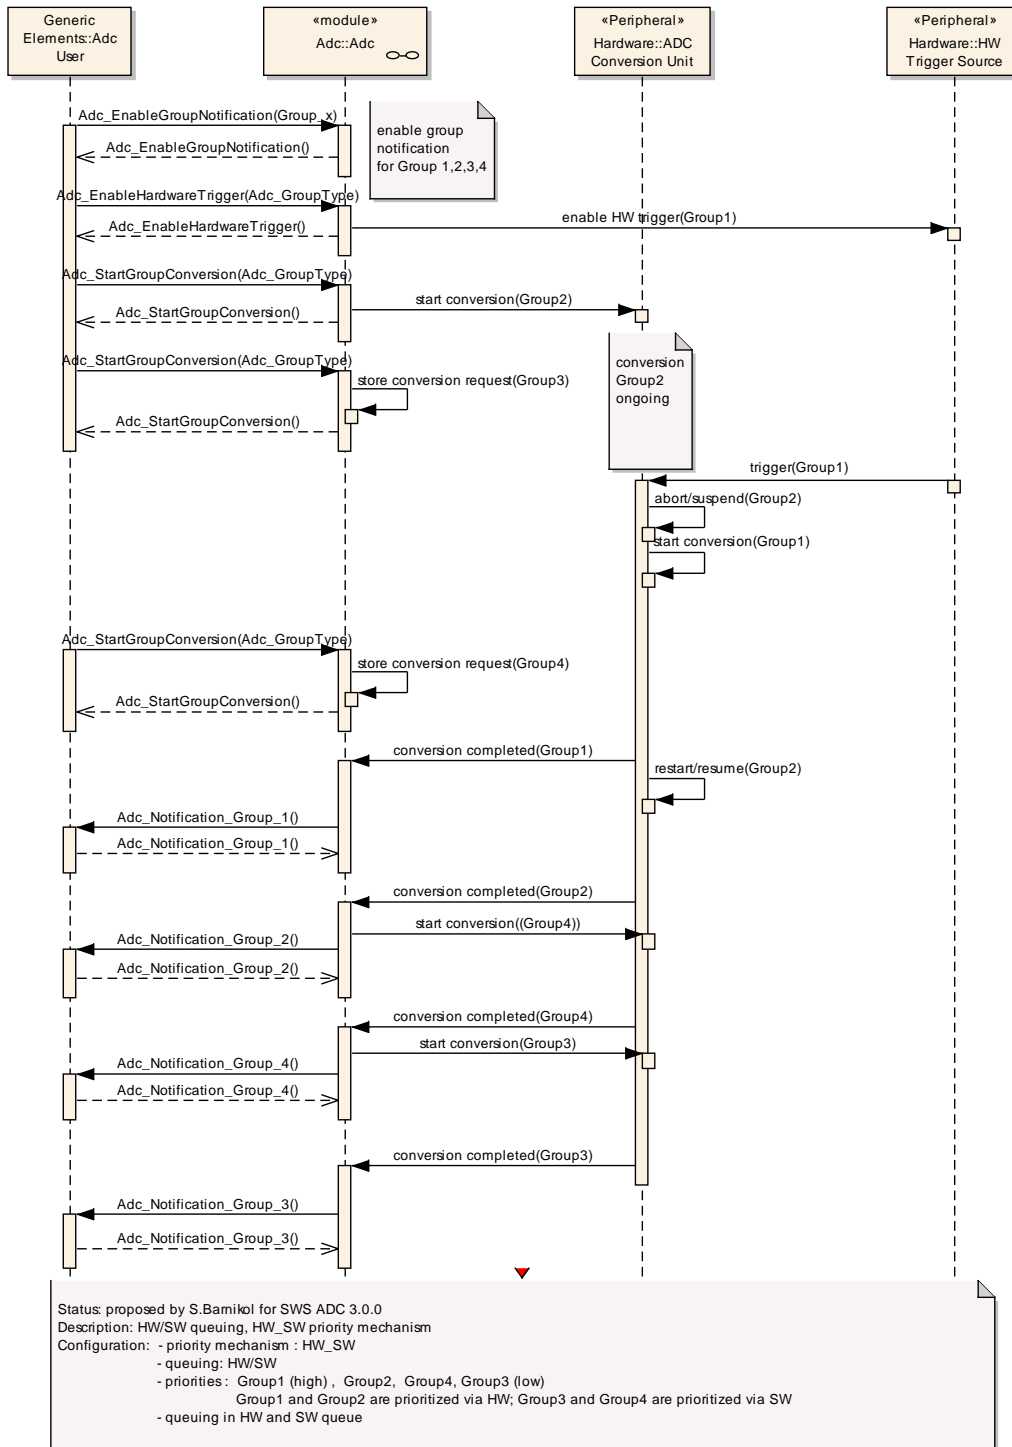 Generic
Elements::Adc
User
«module»
Adc::Adc
«Peripheral»
Hardware::ADC
Conversion Unit
«Peripheral»
Hardware::HW
Trigger Source
Adc_EnableGroupNotification(Group_x)
enable group
notification
for Group 1,2,3,4
Adc_EnableGroupNotification()
Adc_EnableHardwareTrigger(Adc_GroupType)
enable HW trigger(Group1)
Adc_EnableHardwareTrigger()
Adc_StartGroupConversion(Adc_GroupType)
start conversion(Group2)
Adc_StartGroupConversion()
Adc_StartGroupConversion(Adc_GroupType)
conversion
Group2
ongoing
store conversion request(Group3)
Adc_StartGroupConversion()
trigger(Group1)
abort/suspend(Group2)
start conversion(Group1)
Adc_StartGroupConversion(Adc_GroupType)
store conversion request(Group4)
Adc_StartGroupConversion()
conversion completed(Group1)
restart/resume(Group2)
Adc_Notification_Group_1()
Adc_Notification_Group_1()
conversion completed(Group2)
start conversion((Group4))
Adc_Notification_Group_2()
Adc_Notification_Group_2()
conversion completed(Group4)
start conversion(Group3)
Adc_Notification_Group_4()
Adc_Notification_Group_4()
conversion completed(Group3)
Adc_Notification_Group_3()
Adc_Notification_Group_3()
Status: proposed by S.Barnikol for SWS ADC 3.0.0
Description: HW/SW queuing, HW_SW priority mechanism
Configuration: - priority mechanism : HW_SW
- queuing: HW/SW
- priorities : Group1 (high) , Group2, Group4, Group3 (low)
Group1 and Group2 are prioritized via HW; Group3 and Group4 are prioritized via SW
- queuing in HW and SW queue